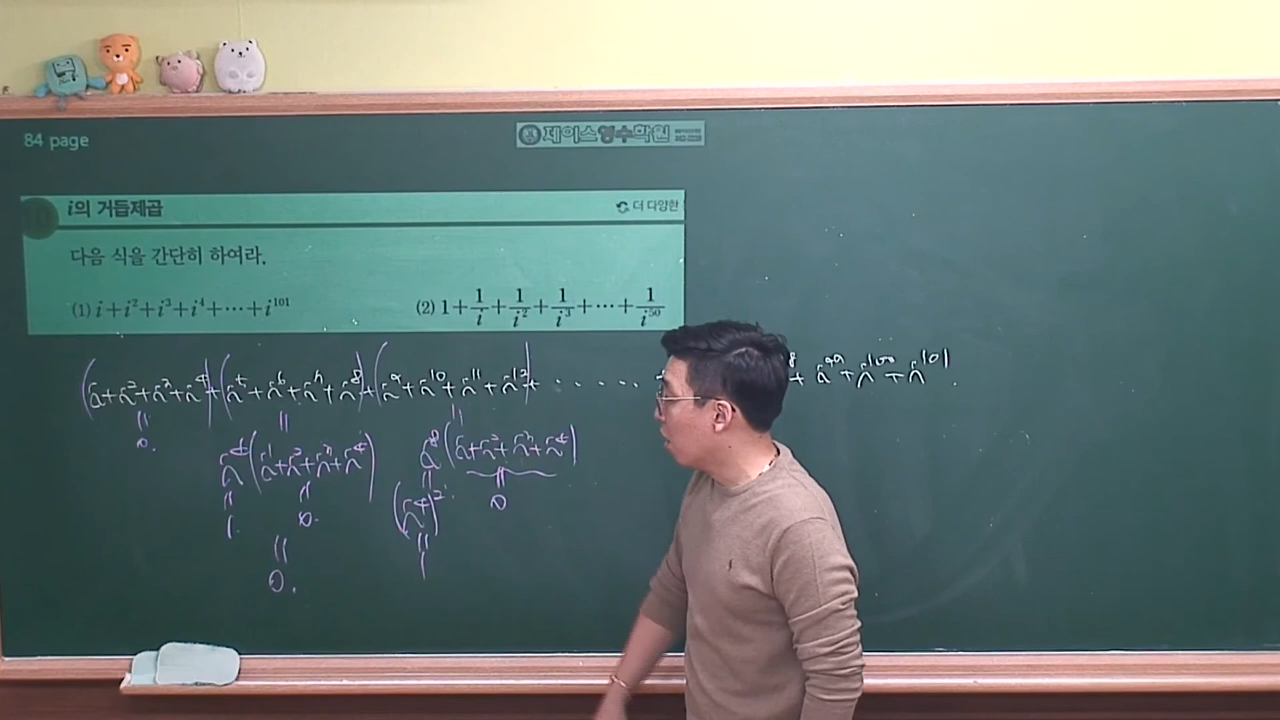 84 page
제이스영수학원
i의 거듭제곱
더 다양한
다음 식을 간단히 하여라.
(1) i+i²+i³+i⁴+⋯+i¹⁰¹
(2) 1+1/i+1/i²+1/i³+⋯+1/i⁵⁰
(i+i²+i³+i⁴)+(i⁵+i⁶+i⁷+i⁸)+(i⁹+i¹⁰+i¹¹+i¹²)+ ······ + i⁹⁹+i¹⁰⁰+i¹⁰¹.
= 0.
i⁴(i¹+i²+i³+i⁴)
i⁸(i+i²+i³+i⁴)
= 1. = 0.
= (i⁴)² = 0
= 0.
= 1